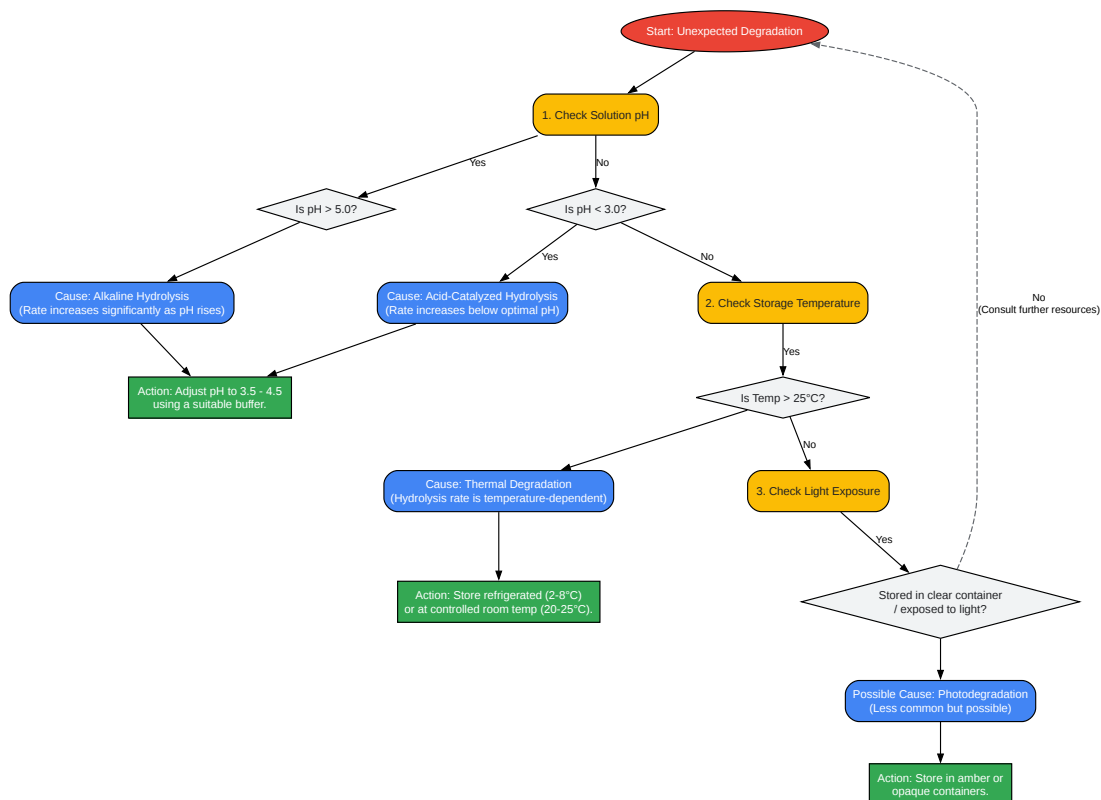 Start: Unexpected Degradation
1. Check Solution pH
Yes
No
Is pH > 5.0?
Is pH < 3.0?
Yes
No
Cause: Alkaline Hydrolysis
(Rate increases significantly as pH rises)
Cause: Acid-Catalyzed Hydrolysis
(Rate increases below optimal pH)
2. Check Storage Temperature
No
(Consult further resources)
Yes
Action: Adjust pH to 3.5 - 4.5
using a suitable buffer.
Is Temp > 25°C?
No
Cause: Thermal Degradation
(Hydrolysis rate is temperature-dependent)
3. Check Light Exposure
Yes
Action: Store refrigerated (2-8°C)
or at controlled room temp (20-25°C).
Stored in clear container
/ exposed to light?
Possible Cause: Photodegradation
(Less common but possible)
Action: Store in amber or
opaque containers.